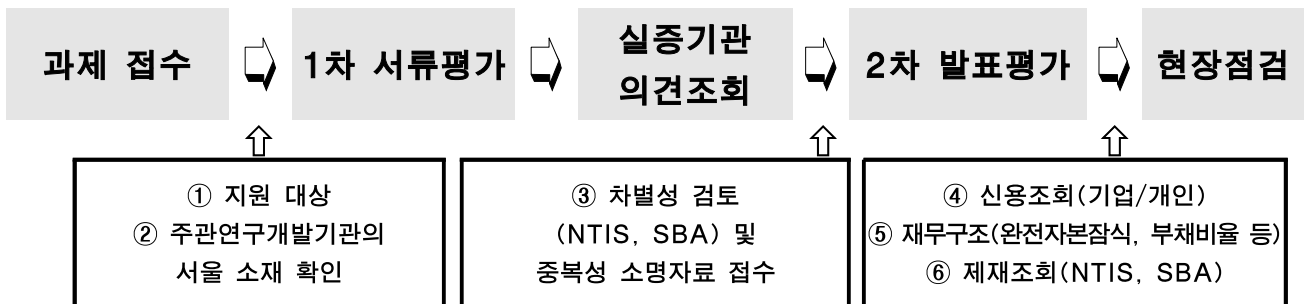 과제 접수
1차 서류평가
실증기관
의견조회
2차 발표평가
현장점검
① 지원 대상
② 주관연구개발기관의
서울 소재 확인
③ 차별성 검토
(NTIS, SBA) 및
중복성 소명자료 접수
④ 신용조회(기업/개인)
⑤ 재무구조(완전자본잠식, 부채비율 등)
⑥ 제재조회(NTIS, SBA)